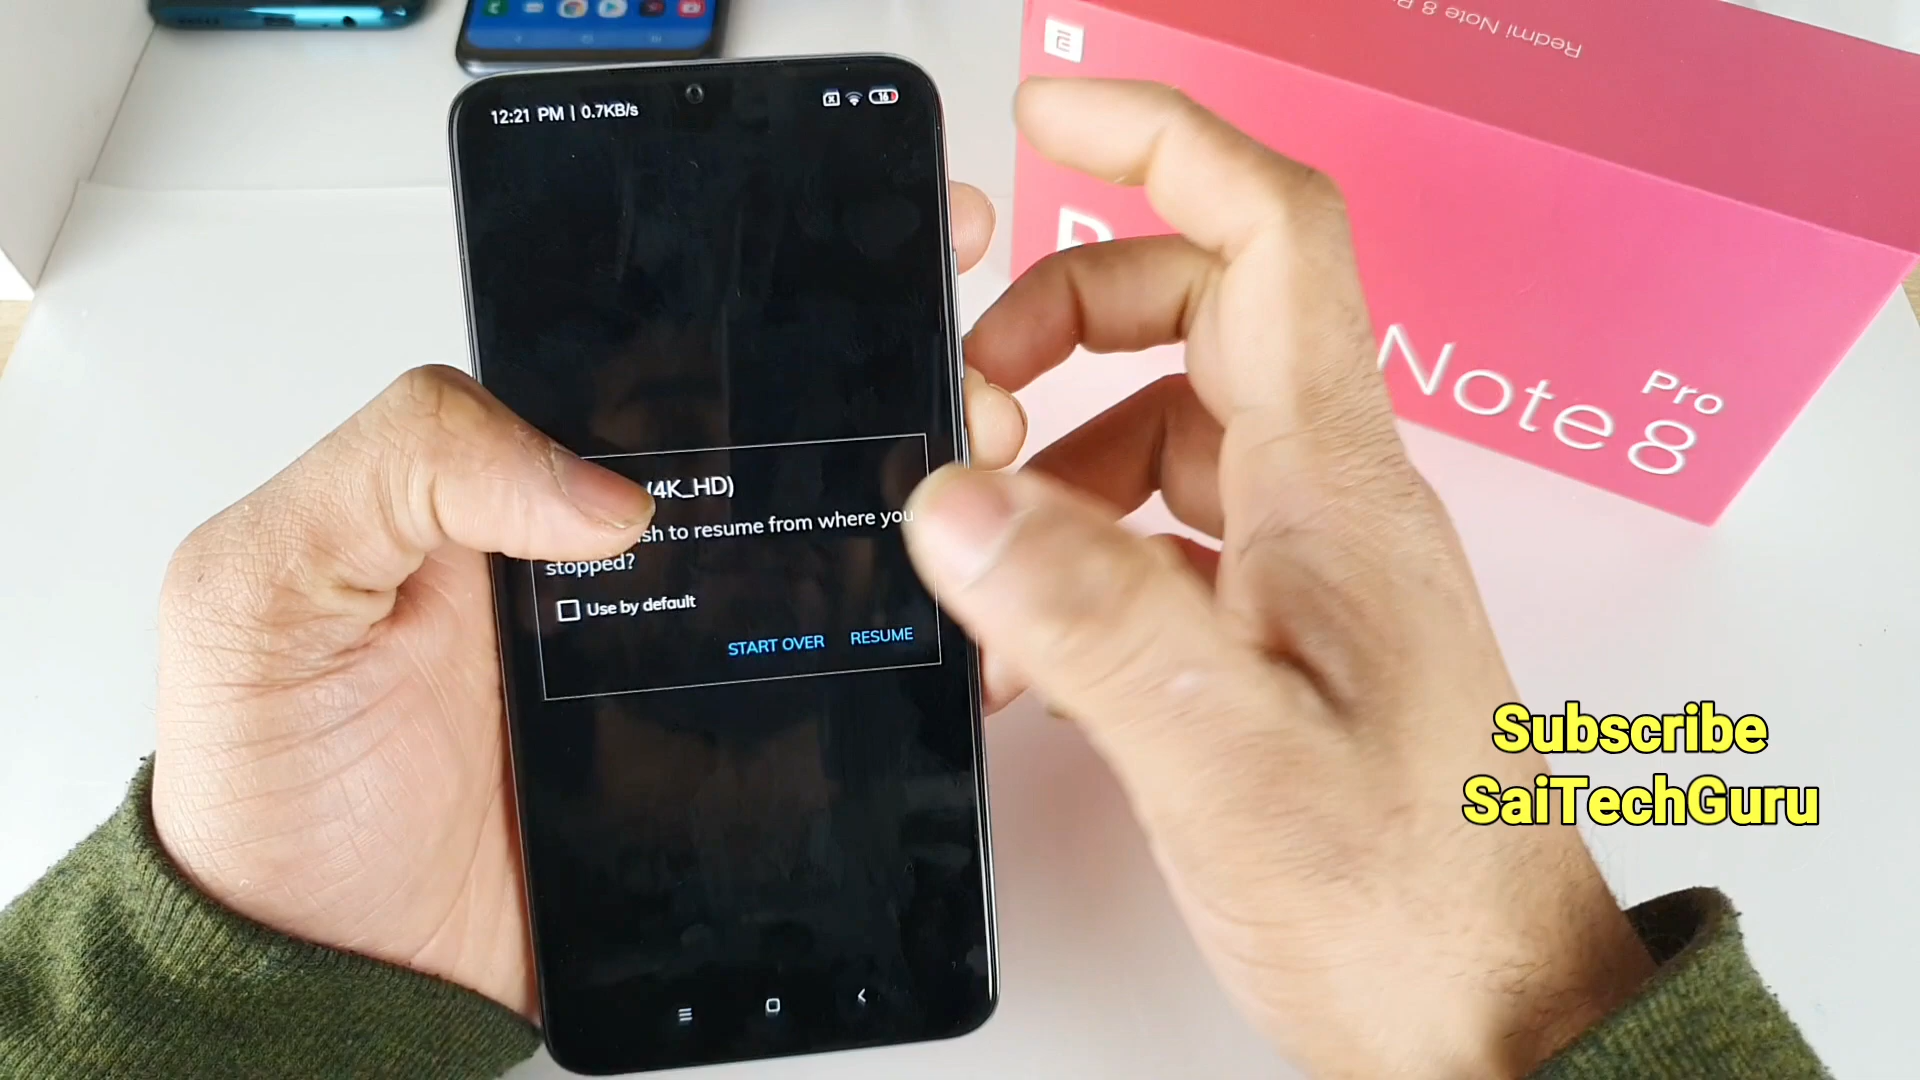 Redmi Note 8
12:21 PM | 0.7KB/s
16
Pro
Note 8
(4K_HD)
to resume from where you
stopped?
Use by default
START OVER RESUME
Subscribe
SaiTechGuru